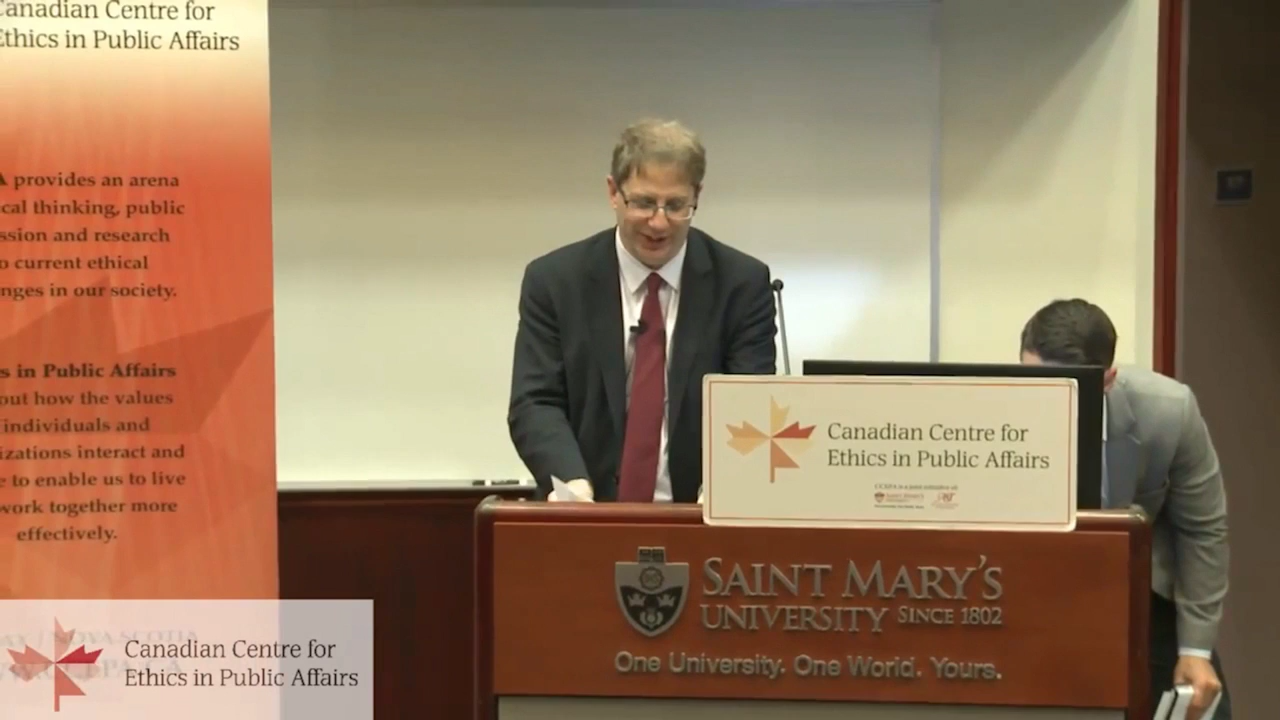 Canadian Centre for
Ethics in Public Affairs
A provides an arena
cal thinking, public
ssion and research
o current ethical
nges in our society.
s in Public Affairs
out how the values
individuals and
izations interact and
e to enable us to live
work together more
effectively.
Canadian Centre for
Ethics in Public Affairs
SAINT MARY'S
UNIVERSITY SINCE 1802
One University. One World. Yours.
Canadian Centre for
Ethics in Public Affairs